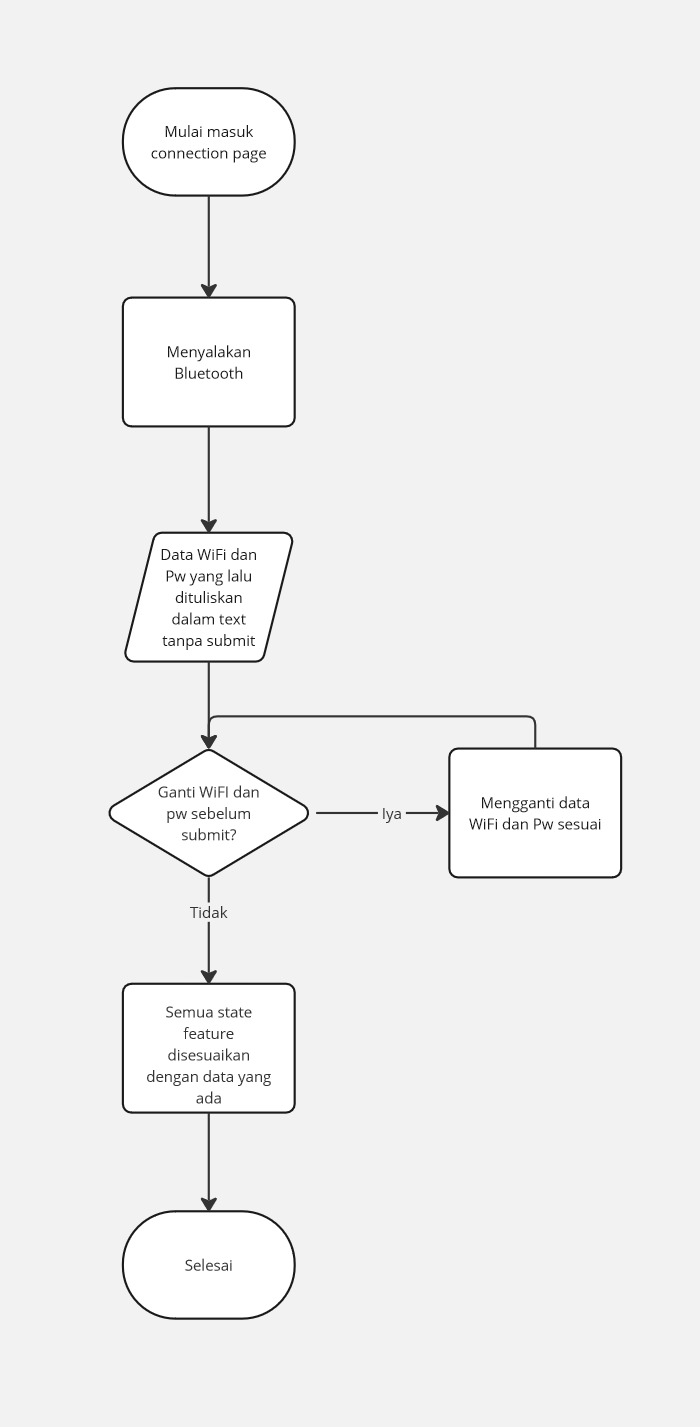 Mulai masuk
connection page
Menyalakan
Bluetooth
Data WiFi dan
Pw yang lalu
dituliskan
dalam text
tanpa submit
Ganti WiFI dan
pw sebelum
submit?
Iya
Mengganti data
WiFi dan Pw sesuai
Tidak
Semua state
feature
disesuaikan
dengan data yang
ada
Selesai